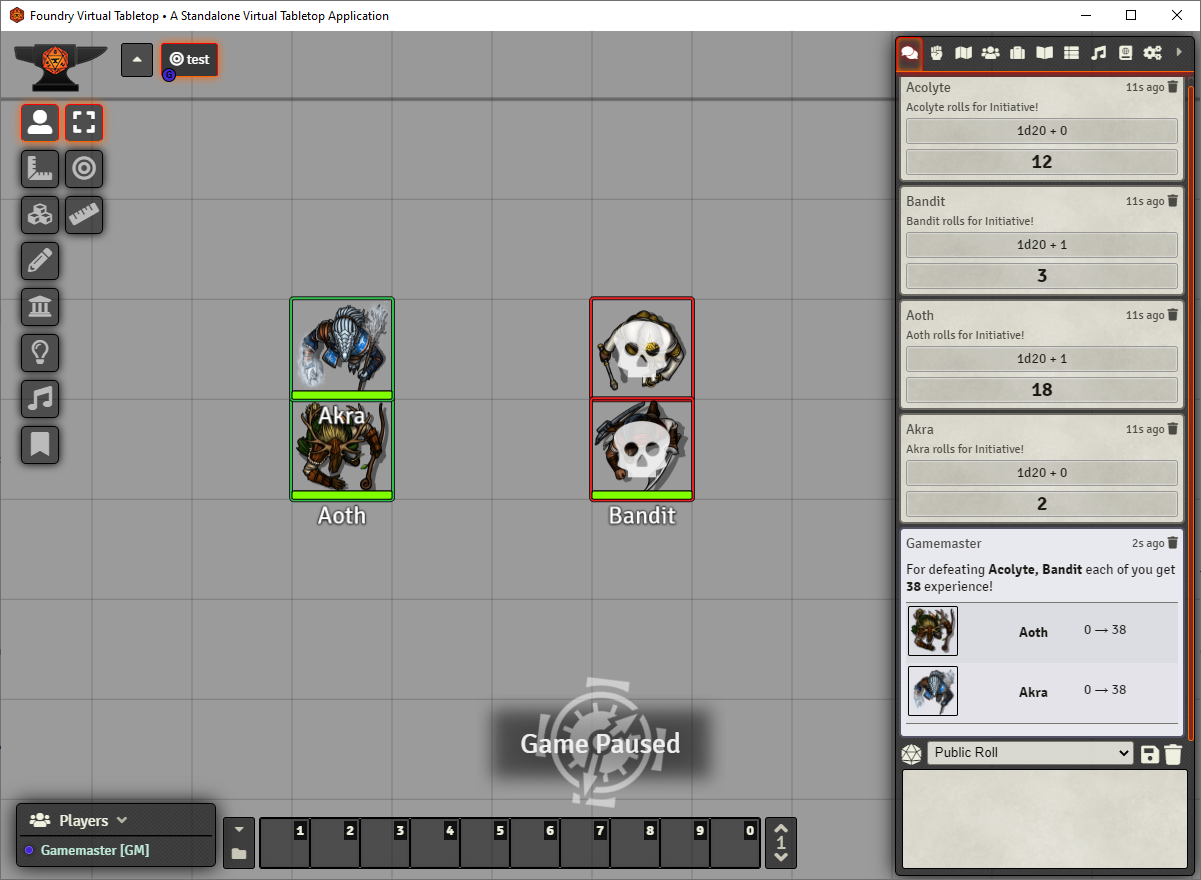 Foundry Virtual Tabletop • A Standalone Virtual Tabletop Application
test
G
Acolyte 11s ago
Acolyte rolls for Initiative!
1d20 + 0
12
Bandit 11s ago
Bandit rolls for Initiative!
1d20 + 1
3
Aoth 11s ago
Aoth rolls for Initiative!
1d20 + 1
18
Akra 11s ago
Akra rolls for Initiative!
1d20 + 0
2
Gamemaster 2s ago
For defeating Acolyte, Bandit each of you get
38 experience!
Aoth 0 → 38
Akra 0 → 38
Public Roll
Akra
Aoth
Bandit
Game Paused
Players
Gamemaster [GM]
1 2 3 4 5 6 7 8 9 0
1